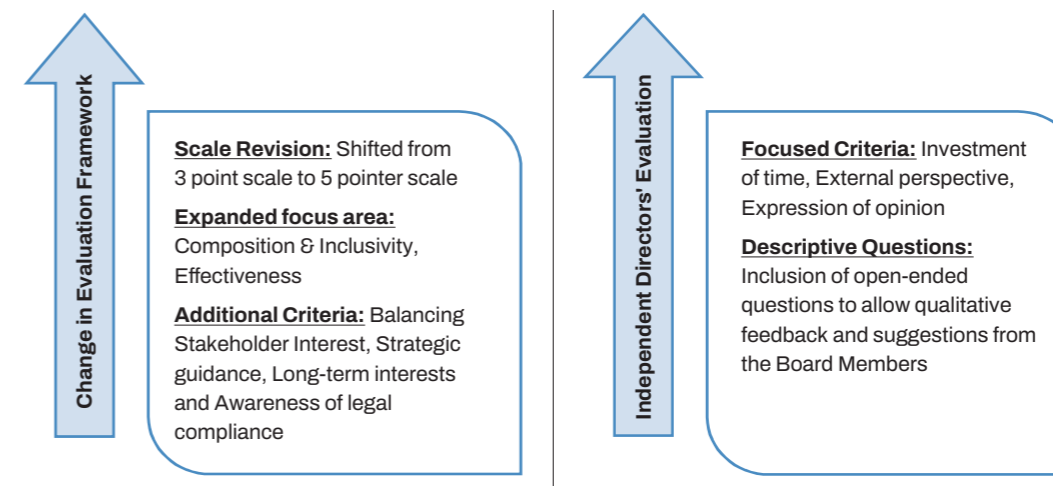 Change in Evaluation Framework
Scale Revision: Shifted from
3 point scale to 5 pointer scale
Expanded focus area:
Composition & Inclusivity,
Effectiveness
Additional Criteria: Balancing
Stakeholder Interest, Strategic
guidance, Long-term interests
and Awareness of legal
compliance
Independent Directors' Evaluation
Focused Criteria: Investment
of time, External perspective,
Expression of opinion
Descriptive Questions:
Inclusion of open-ended
questions to allow qualitative
feedback and suggestions from
the Board Members